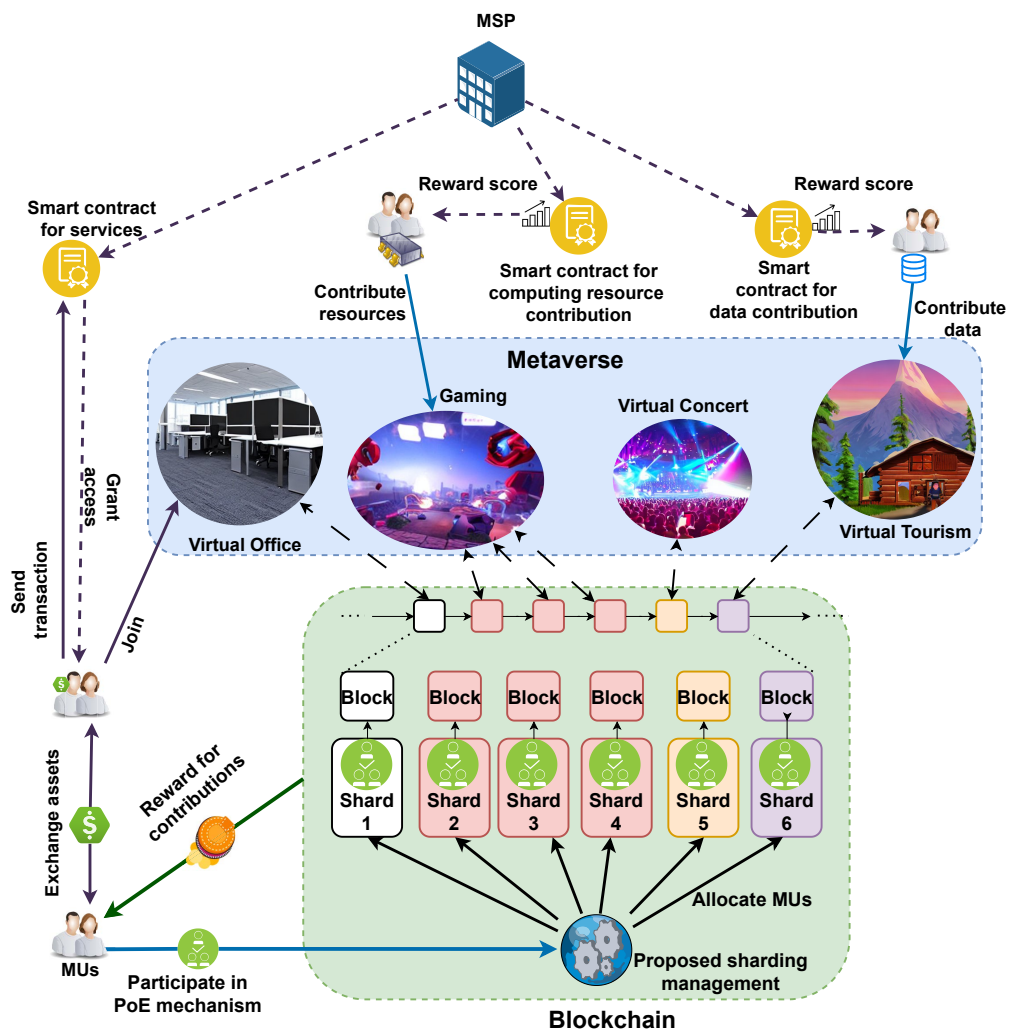 MSP
Reward score
Reward score
Smart contract
for services
Smart contract for
computing resource
contribution
Smart
contract for
data contribution
Contribute
resources
Contribute
data
Metaverse
Gaming
Virtual Concert
Virtual Office
Virtual Tourism
Grant
access
Send
transaction
Join
Block
Block
Block
Block
Block
Block
Shard
1
Shard
2
Shard
3
Shard
4
Shard
5
Shard
6
Exchange assets
$
$
Reward for
contributions
Allocate MUs
MUs
Participate in
PoE mechanism
Proposed sharding
management
Blockchain